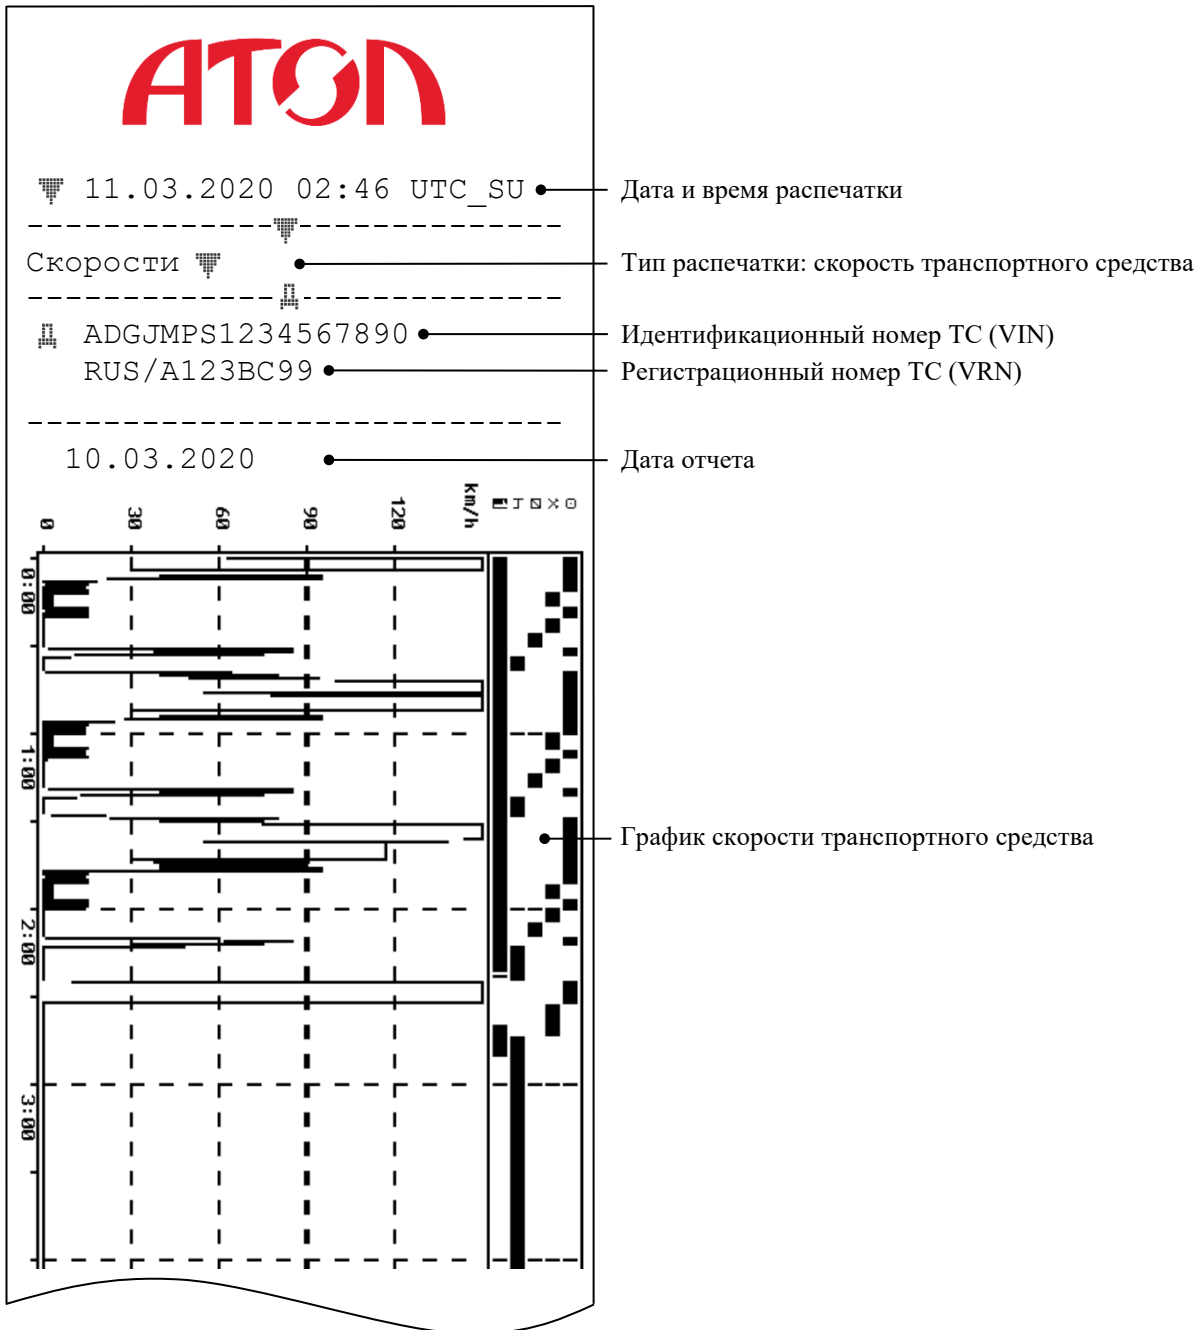 АТОЛ
11.03.2020 02:46 UTC_SU
Дата и время распечатки
Скорости
Тип распечатки: скорость транспортного средства
ADGJMPS1234567890
Идентификационный номер ТС (VIN)
RUS/A123BC99
Регистрационный номер ТС (VRN)
10.03.2020
Дата отчета
0
30
60
90
120
km/h
0:00
1:00
График скорости транспортного средства
2:00
3:00